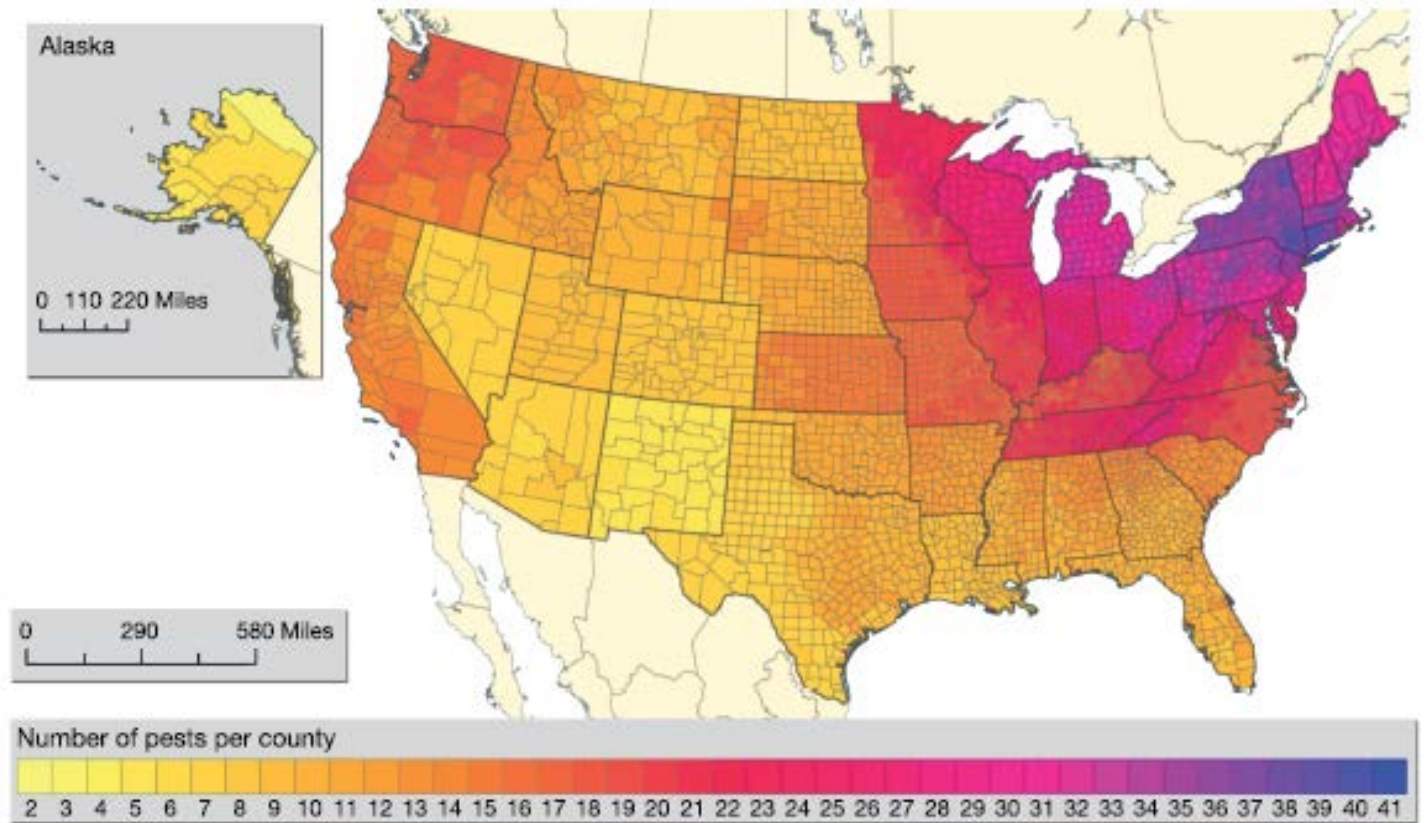 Alaska
0 110 220 Miles
0 290 580 Miles
Number of pests per county
2 3 4 5 6 7 8 9 10 11 12 13 14 15 16 17 18 19 20 21 22 23 24 25 26 27 28 29 30 31 32 33 34 35 36 37 38 39 40 41